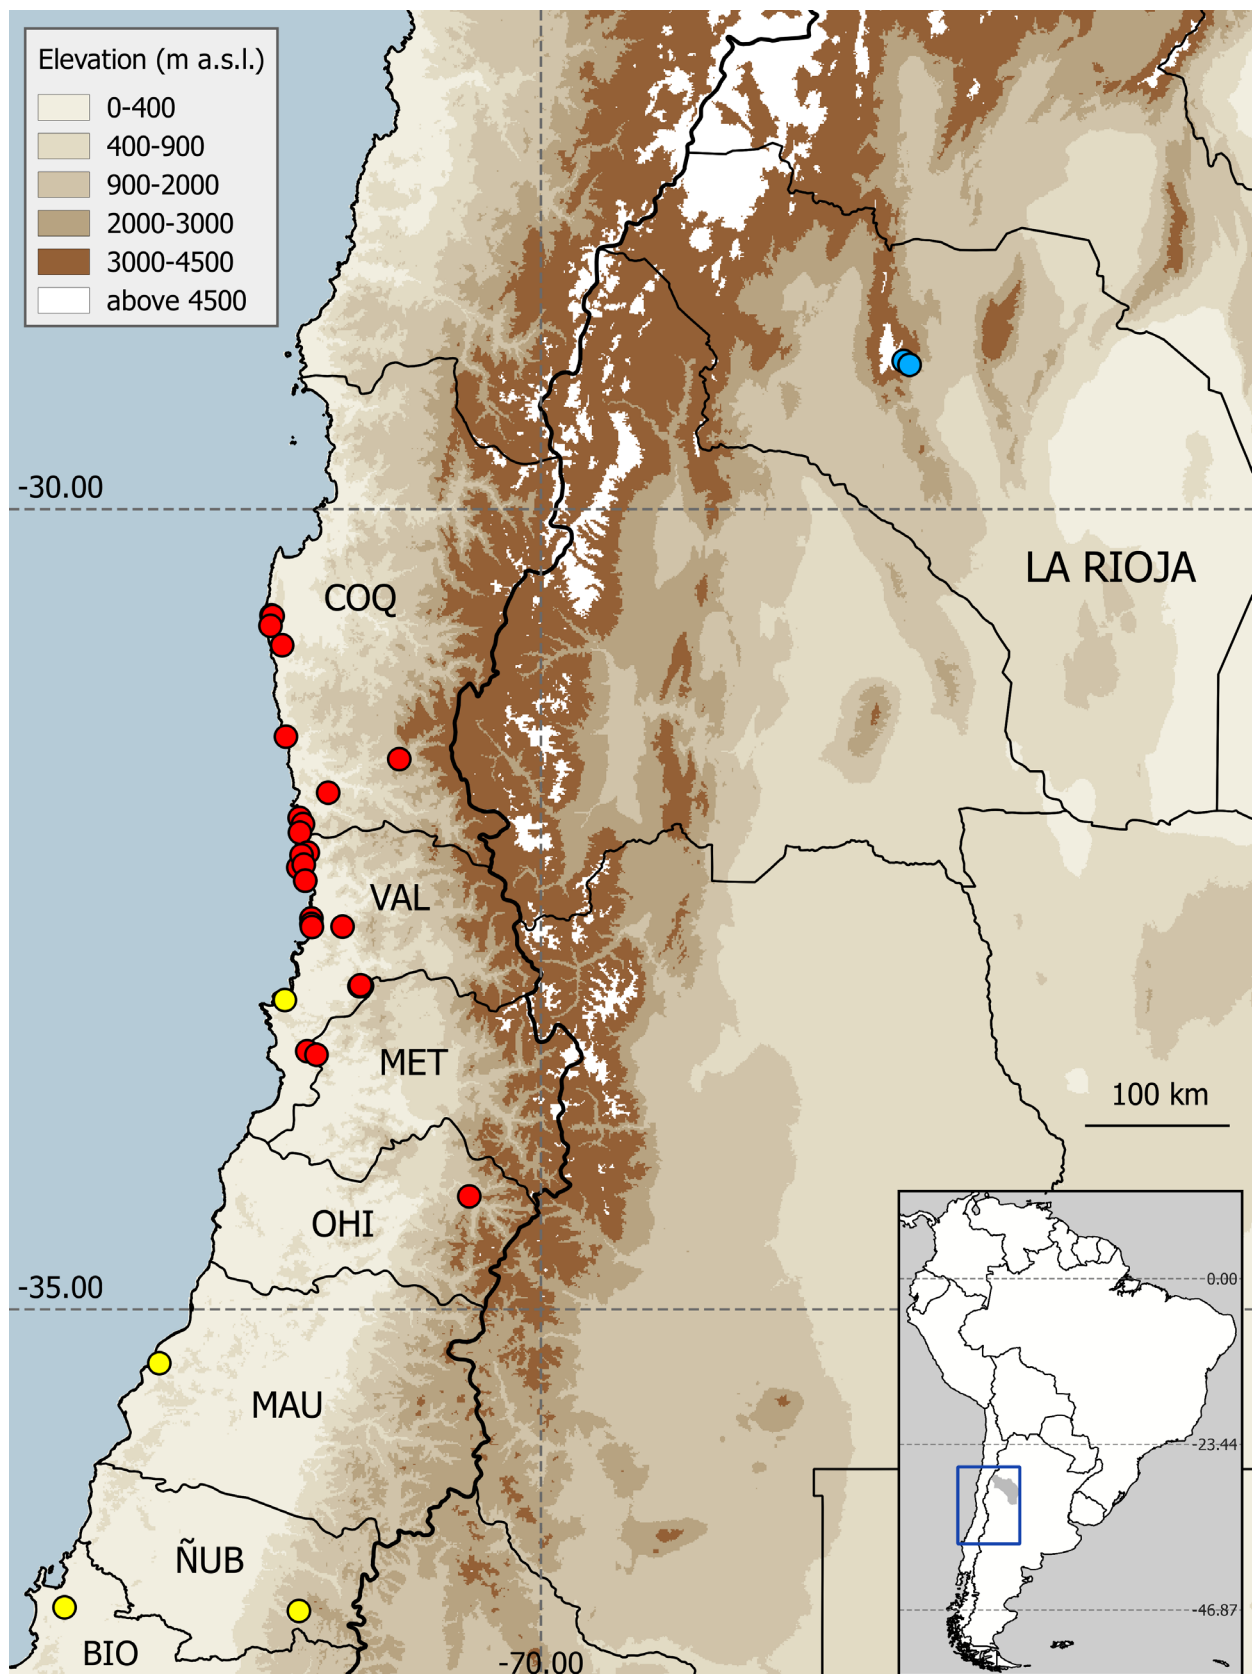 Elevation (m a.s.l.)
0-400
400-900
900-2000
2000-3000
3000-4500
above 4500
-30.00
LA RIOJA
COQ
VAL
MET
100 km
OHI
-35.00
0.00
MAU
-23.44
ÑUB
-46.87
BIO
-70.00